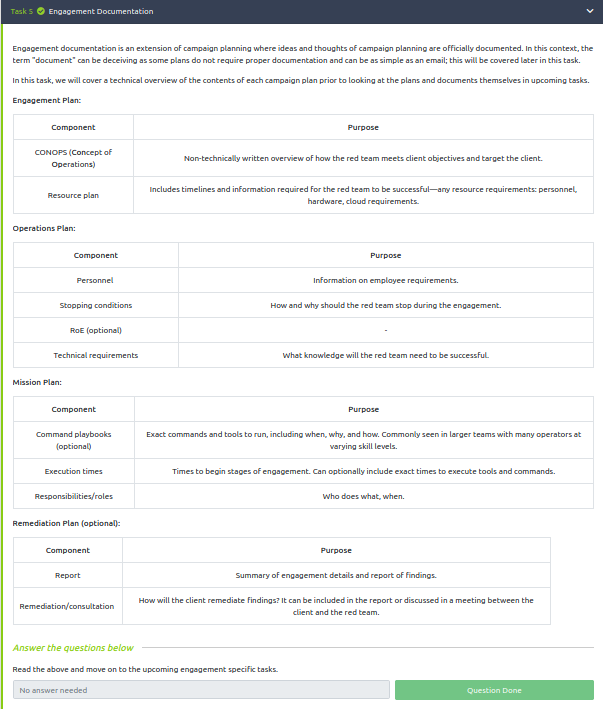 Task 5 Engagement Documentation
Engagement documentation is an extension of campaign planning where ideas and thoughts of campaign planning are officially documented. In this context, the
term "document" can be deceiving as some plans do not require proper documentation and can be as simple as an email; this will be covered later in this task.
In this task, we will cover a technical overview of the contents of each campaign plan prior to looking at the plans and documents themselves in upcoming tasks.
Engagement Plan:
Component Purpose
CONOPS (Concept of
Operations)
Non-technically written overview of how the red team meets client objectives and target the client.
Resource plan
Includes timelines and information required for the red team to be successful—any resource requirements: personnel,
hardware, cloud requirements.
Operations Plan:
Component Purpose
Personnel Information on employee requirements.
Stopping conditions How and why should the red team stop during the engagement.
RoE (optional) -
Technical requirements What knowledge will the red team need to be successful.
Mission Plan:
Component Purpose
Command playbooks
(optional)
Exact commands and tools to run, including when, why, and how. Commonly seen in larger teams with many operators at
varying skill levels.
Execution times Times to begin stages of engagement. Can optionally include exact times to execute tools and commands.
Responsibilities/roles Who does what, when.
Remediation Plan (optional):
Component Purpose
Report Summary of engagement details and report of findings.
Remediation/consultation
How will the client remediate findings? It can be included in the report or discussed in a meeting between the
client and the red team.
Answer the questions below
Read the above and move on to the upcoming engagement specific tasks.
No answer needed Question Done